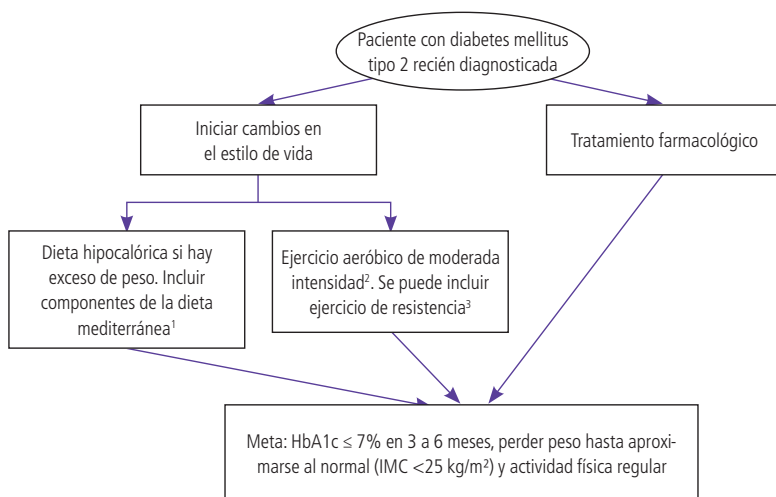 Paciente con diabetes mellitus
tipo 2 recién diagnosticada
Iniciar cambios en
el estilo de vida
Tratamiento farmacológico
Dieta hipocalórica si hay
exceso de peso. Incluir
componentes de la dieta
mediterránea¹
Ejercicio aeróbico de moderada
intensidad². Se puede incluir
ejercicio de resistencia³
Meta: HbA1c ≤ 7% en 3 a 6 meses, perder peso hasta aproxi-
marse al normal (IMC <25 kg/m²) y actividad física regular